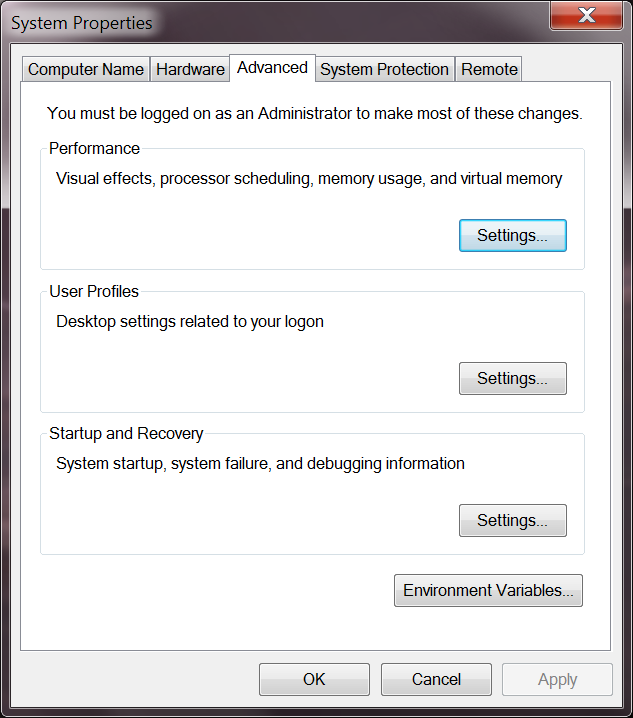 System Properties
Computer Name Hardware Advanced System Protection Remote
You must be logged on as an Administrator to make most of these changes.
Performance
Visual effects, processor scheduling, memory usage, and virtual memory
Settings...
User Profiles
Desktop settings related to your logon
Settings...
Startup and Recovery
System startup, system failure, and debugging information
Settings...
Environment Variables...
OK Cancel Apply